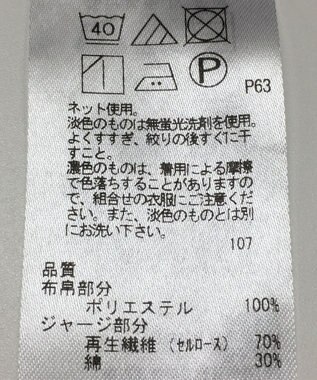 40
P
P63
ネット使用。
淡色のものは無蛍光洗剤を使用。
よくすすぎ、絞りの後すぐに干
すこと。
濃色のものは、着用による摩擦
で色落ちすることがありますの
で、組合せの衣服にご注意くだ
さい。また、淡色のものとは別
にお洗い下さい。
107
品質
布帛部分
ポリエステル 100%
ジャージ部分
再生繊維（セルロース） 70%
綿 30%